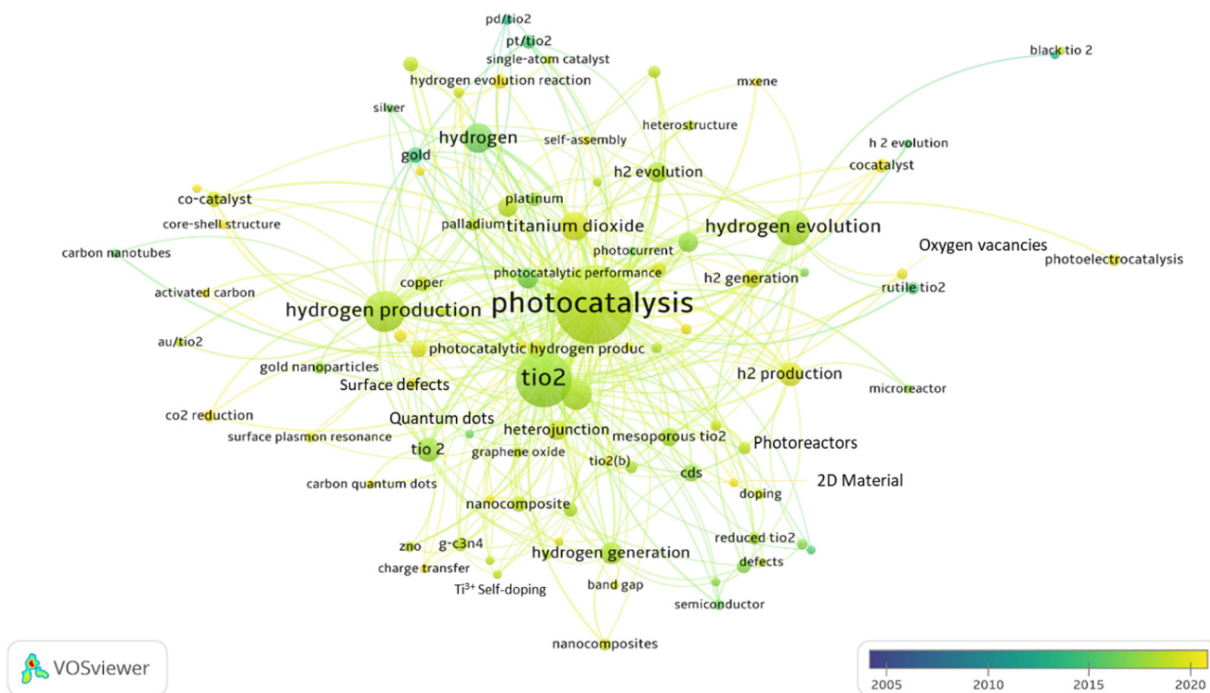 pd/tio2
pt/tio2
black tio 2
single-atom catalyst
hydrogen evolution reaction
mxene
silver
heterostructure
hydrogen
self-assembly
h 2 evolution
gold
cocatalyst
h2 evolution
co-catalyst
platinum
core-shell structure
palladium
titanium dioxide
hydrogen evolution
Oxygen vacancies
carbon nanotubes
photocurrent
photoelectrocatalysis
photocatalytic performance
h2 generation
copper
rutile tio2
activated carbon
hydrogen production
photocatalysis
au/tio2
photocatalytic hydrogen produc
gold nanoparticles
h2 production
tio2
Surface defects
microreactor
co2 reduction
Quantum dots
heterojunction
surface plasmon resonance
mesoporous tio2
Photoreactors
tio 2
graphene oxide
tio2(b)
cds
carbon quantum dots
2D Material
doping
nanocomposite
reduced tio2
zno
g-c3n4
hydrogen generation
defects
charge transfer
Ti³⁺ Self-doping
band gap
semiconductor
nanocomposites
VOSviewer
2005
2010
2015
2020